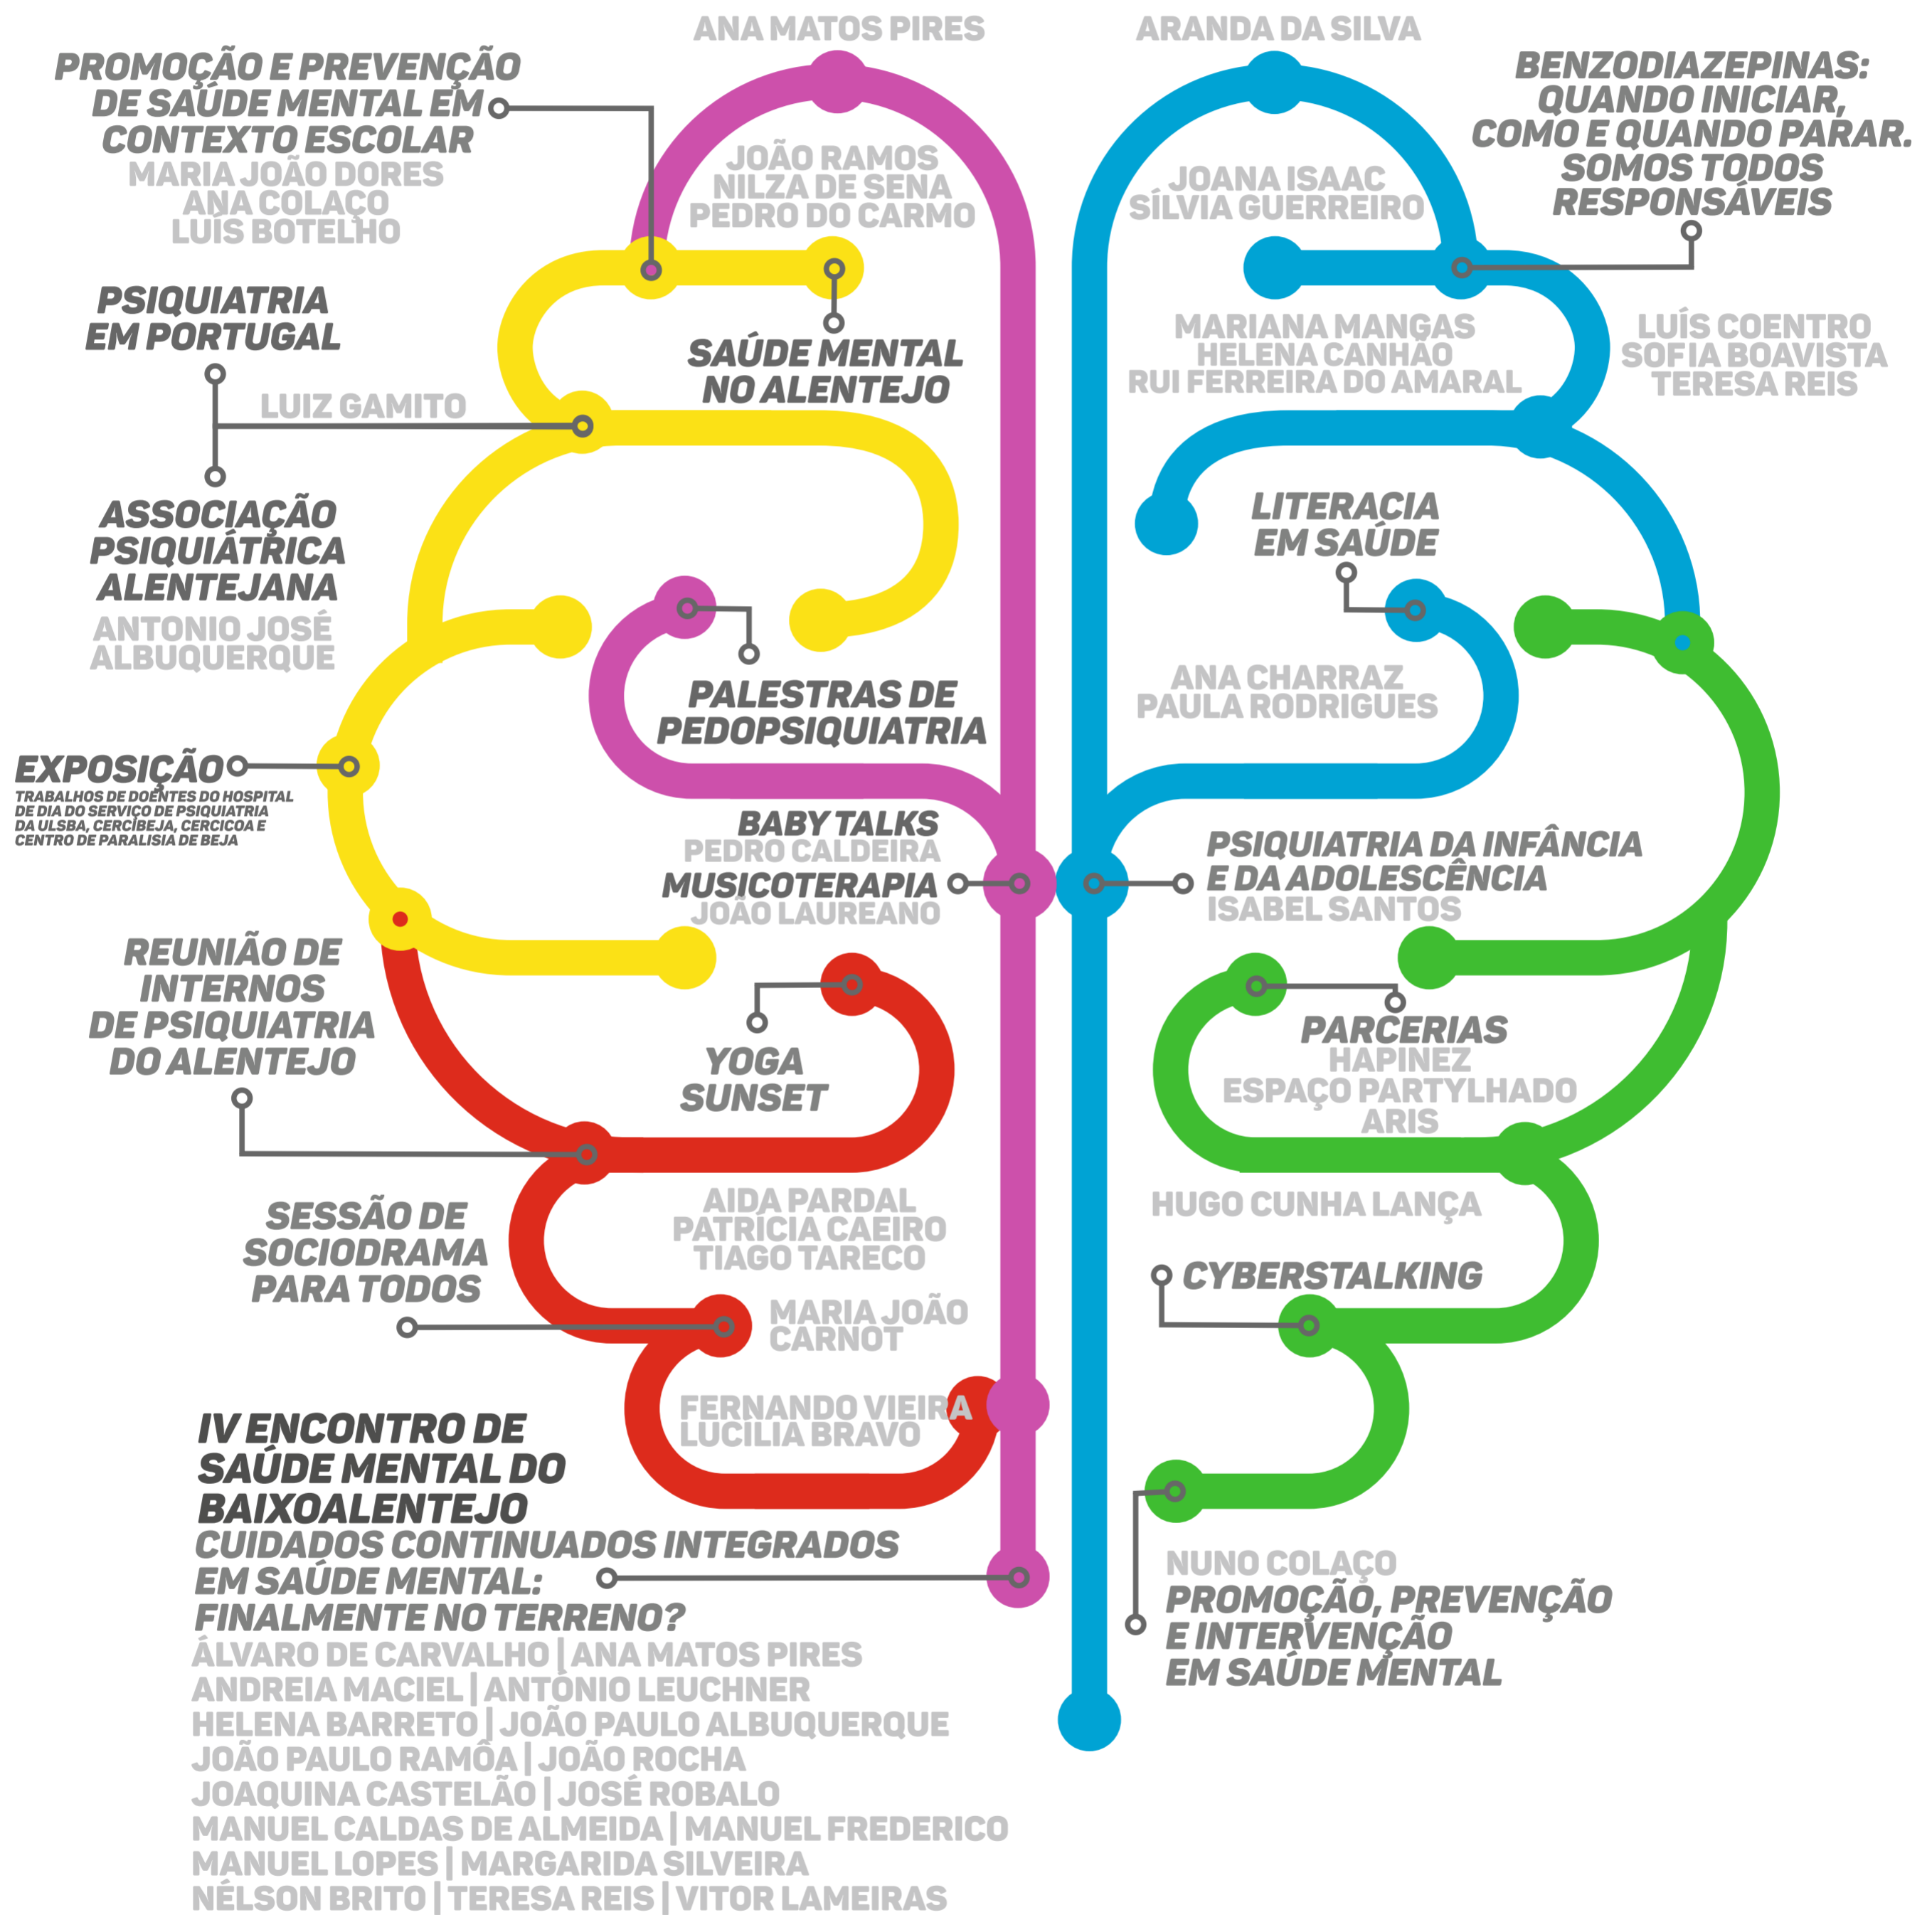 ANA MATOS PIRES
ARANDA DA SILVA
PROMOÇÃO E PREVENÇÃO
DE SAÚDE MENTAL EM
CONTEXTO ESCOLAR
MARIA JOÃO DORES
ANA COLAÇO
LUÍS BOTELHO
JOÃO RAMOS
NILZA DE SENA
PEDRO DO CARMO
JOANA ISAAC
SÍLVIA GUERREIRO
BENZODIAZEPINAS:
QUANDO INICIAR,
COMO E QUANDO PARAR.
SOMOS TODOS
RESPONSÁVEIS
PSIQUIATRIA
EM PORTUGAL
LUIZ GAMITO
SAÚDE MENTAL
NO ALENTEJO
MARIANA MANGAS
HELENA CANHÃO
RUI FERREIRA DO AMARAL
LUÍS COENTRO
SOFIA BOAVISTA
TERESA REIS
ASSOCIAÇÃO
PSIQUIÁTRICA
ALENTEJANA
ANTONIO JOSÉ
ALBUQUERQUE
LITERACIA
EM SAÚDE
PALESTRAS DE
PEDOPSIQUIATRIA
ANA CHARRAZ
PAULA RODRIGUES
EXPOSIÇÃO
TRABALHOS DE DOENTES DO HOSPITAL
DE DIA DO SERVIÇO DE PSIQUIATRIA
DA ULSBA, CERCIBEJA, CERCICOA E
CENTRO DE PARALISIA DE BEJA
BABY TALKS
PEDRO CALDEIRA
MUSICOTERAPIA
JOÃO LAUREANO
PSIQUIATRIA DA INFÂNCIA
E DA ADOLESCÊNCIA
ISABEL SANTOS
REUNIÃO DE
INTERNOS
DE PSIQUIATRIA
DO ALENTEJO
YOGA
SUNSET
PARCERIAS
HAPINEZ
ESPAÇO PARTYLHADO
ARIS
SESSÃO DE
SOCIODRAMA
PARA TODOS
AIDA PARDAL
PATRÍCIA CAEIRO
TIAGO TARECO
HUGO CUNHA LANÇA
CYBERSTALKING
MARIA JOÃO
CARNOT
FERNANDO VIEIRA
LUCÍLIA BRAVO
IV ENCONTRO DE
SAÚDE MENTAL DO
BAIXOALENTEJO
CUIDADOS CONTINUADOS INTEGRADOS
EM SAÚDE MENTAL:
FINALMENTE NO TERRENO?
ÁLVARO DE CARVALHO | ANA MATOS PIRES
ANDREIA MACIEL | ANTÓNIO LEUCHNER
HELENA BARRETO | JOÃO PAULO ALBUQUERQUE
JOÃO PAULO RAMÔA | JOÃO ROCHA
JOAQUINA CASTELÃO | JOSÉ ROBALO
MANUEL CALDAS DE ALMEIDA | MANUEL FREDERICO
MANUEL LOPES | MARGARIDA SILVEIRA
NÉLSON BRITO | TERESA REIS | VITOR LAMEIRAS
NUNO COLAÇO
PROMOÇÃO, PREVENÇÃO
E INTERVENÇÃO
EM SAÚDE MENTAL